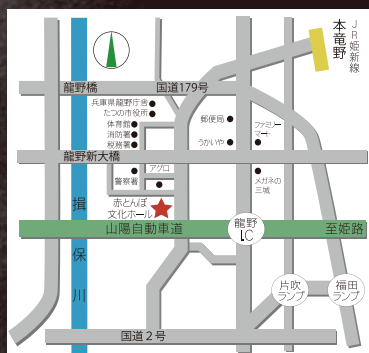 本竜野
JR姫新線
龍野橋
国道179号
兵庫県龍野庁舎
たつの市役所
体育館
消防署
税務署
郵便局
うかいや
ファミリー
マート
龍野新大橋
アグロ
警察署
メガネの
三城
赤とんぼ
文化ホール
揖保川
山陽自動車道
龍野
I.C
至姫路
片吹
ランプ
福田
ランプ
国道2号